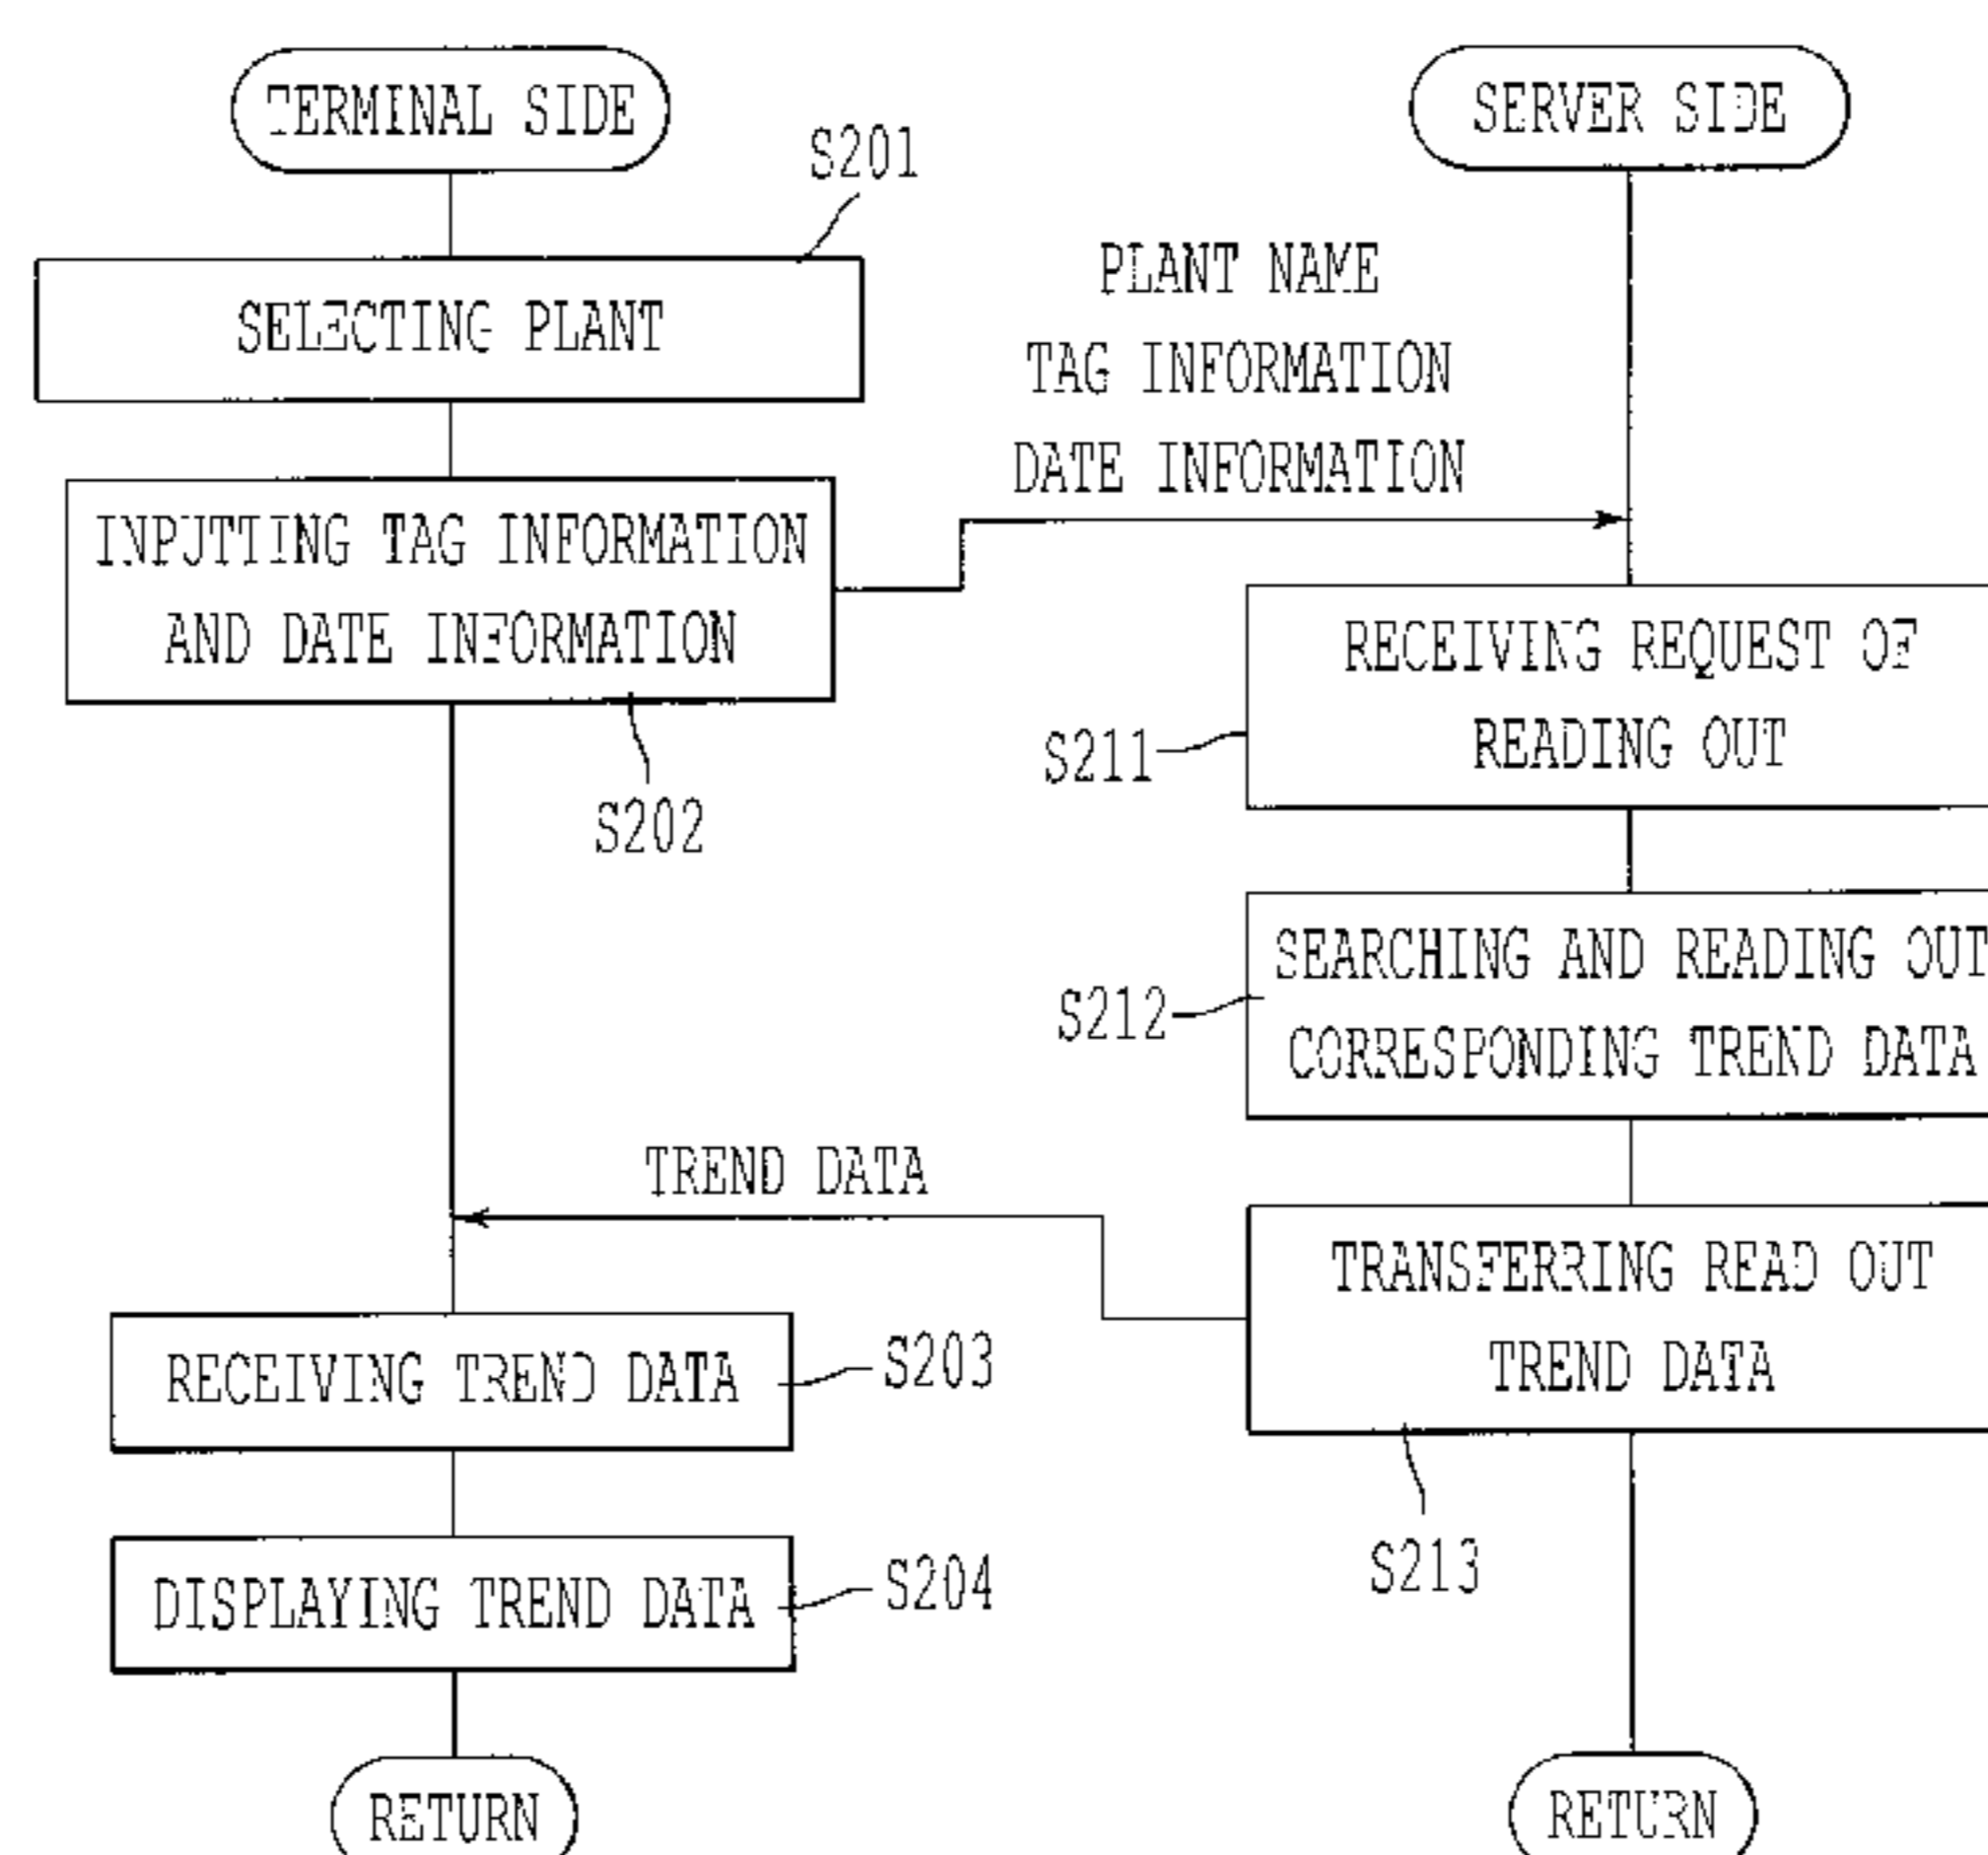 TERMINAL SIDE
SERVER SIDE
S201
SELECTING PLANT
PLANT NAME
TAG INFORMATION
DATE INFORMATION
INPUTTING TAG INFORMATION
AND DATE INFORMATION
S202
RECEIVING REQUEST OF
READING OUT
S211
SEARCHING AND READING OUT
CORRESPONDING TREND DATA
S212
TREND DATA
TRANSFERRING READ OUT
TREND DATA
S213
RECEIVING TREND DATA
S203
DISPLAYING TREND DATA
S204
RETURN
RETURN